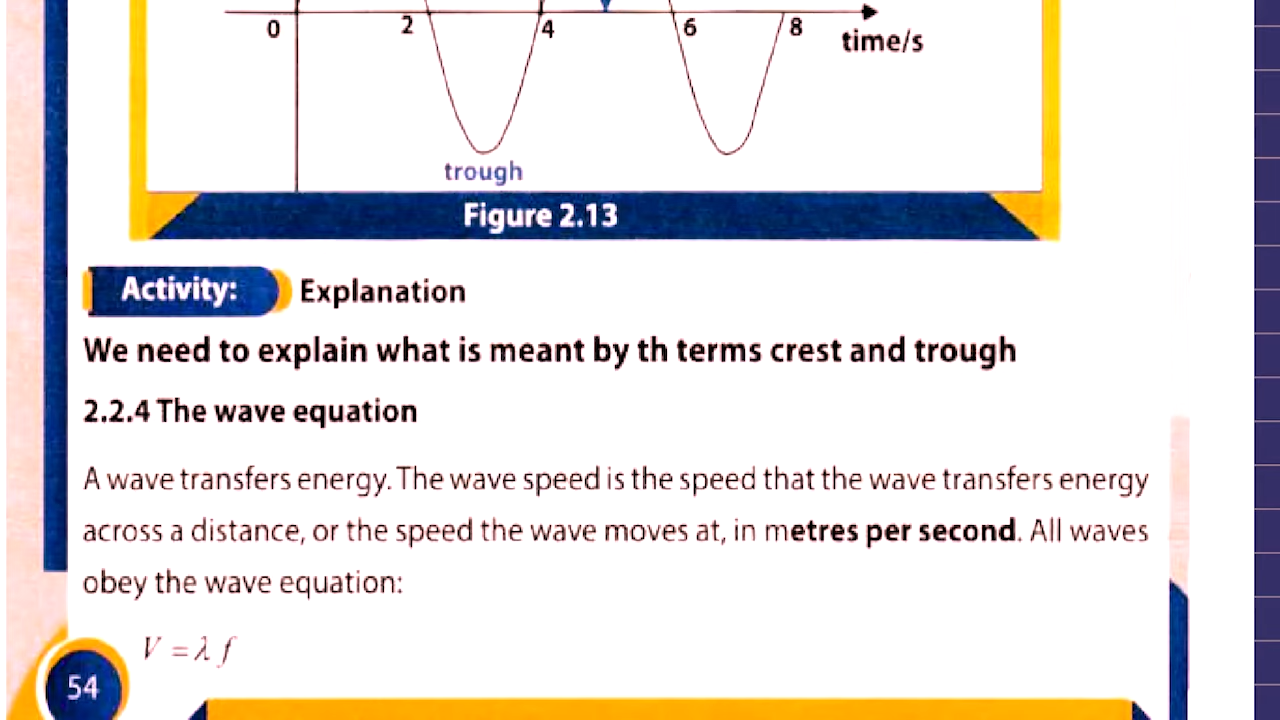 0 2 4 6 8
time/s
trough
Figure 2.13
Activity: Explanation
We need to explain what is meant by th terms crest and trough
2.2.4 The wave equation
A wave transfers energy. The wave speed is the speed that the wave transfers energy
across a distance, or the speed the wave moves at, in metres per second. All waves
obey the wave equation:
V = λ f
54